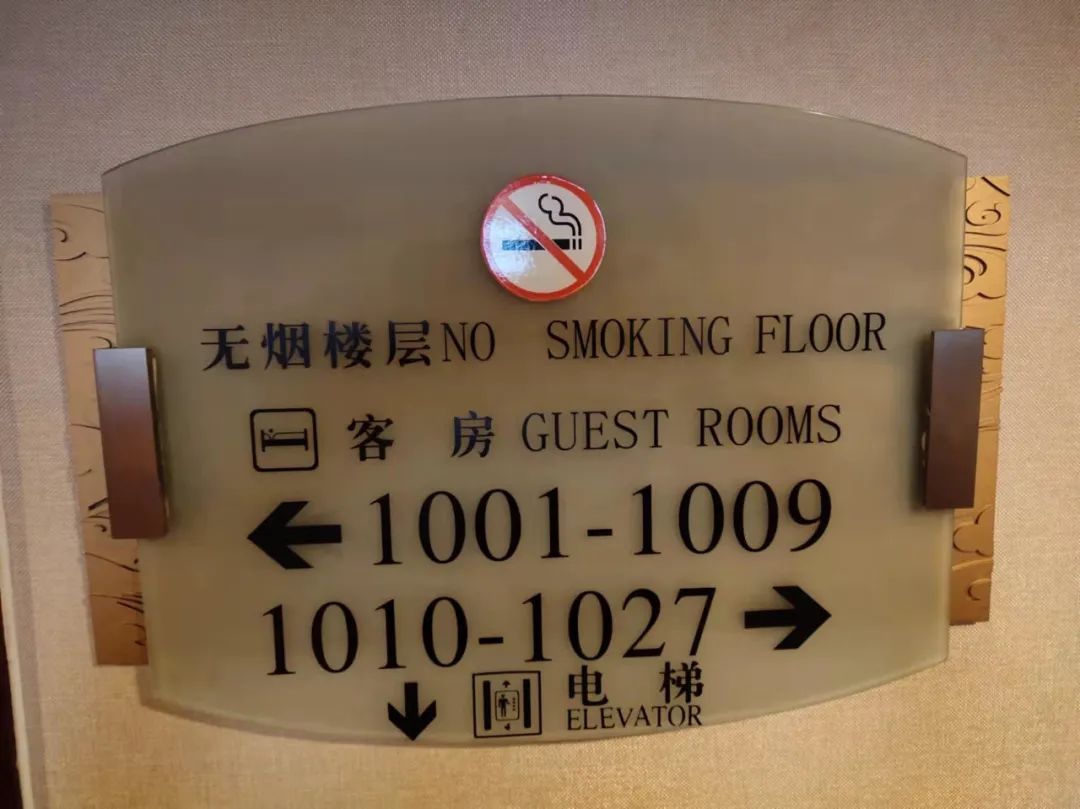 无烟楼层NO SMOKING FLOOR
客 房 GUEST ROOMS
← 1001-1009
1010-1027 →
↓ 电 梯
ELEVATOR